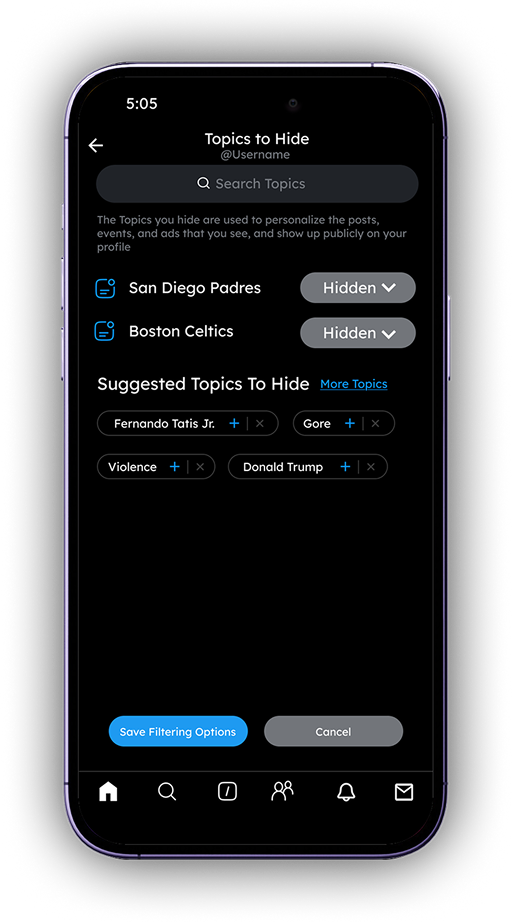 5:05
Topics to Hide
@Username
Search Topics
The Topics you hide are used to personalize the posts,
events, and ads that you see, and show up publicly on your
profile
San Diego Padres Hidden
Boston Celtics Hidden
Suggested Topics To Hide More Topics
Fernando Tatis Jr. + | × Gore + | ×
Violence + | × Donald Trump + | ×
Save Filtering Options Cancel